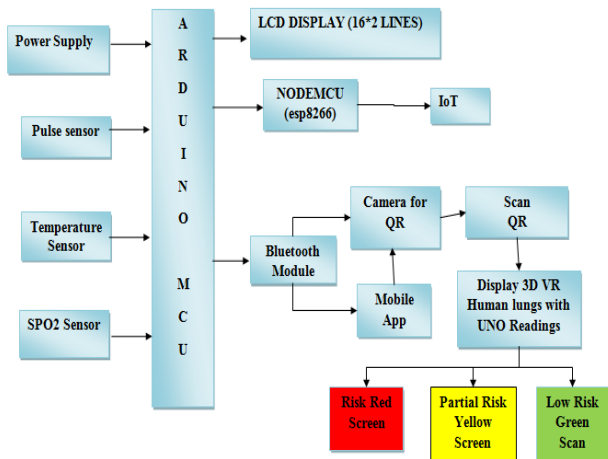 Power Supply
Pulse sensor
Temperature
Sensor
SPO2 Sensor
A
R
D
U
I
N
O
M
C
U
LCD DISPLAY (16*2 LINES)
NODEMCU
(esp8266)
IoT
Bluetooth
Module
Camera for
QR
Mobile
App
Scan
QR
Display 3D VR
Human lungs with
UNO Readings
Risk Red
Screen
Partial Risk
Yellow
Screen
Low Risk
Green
Scan